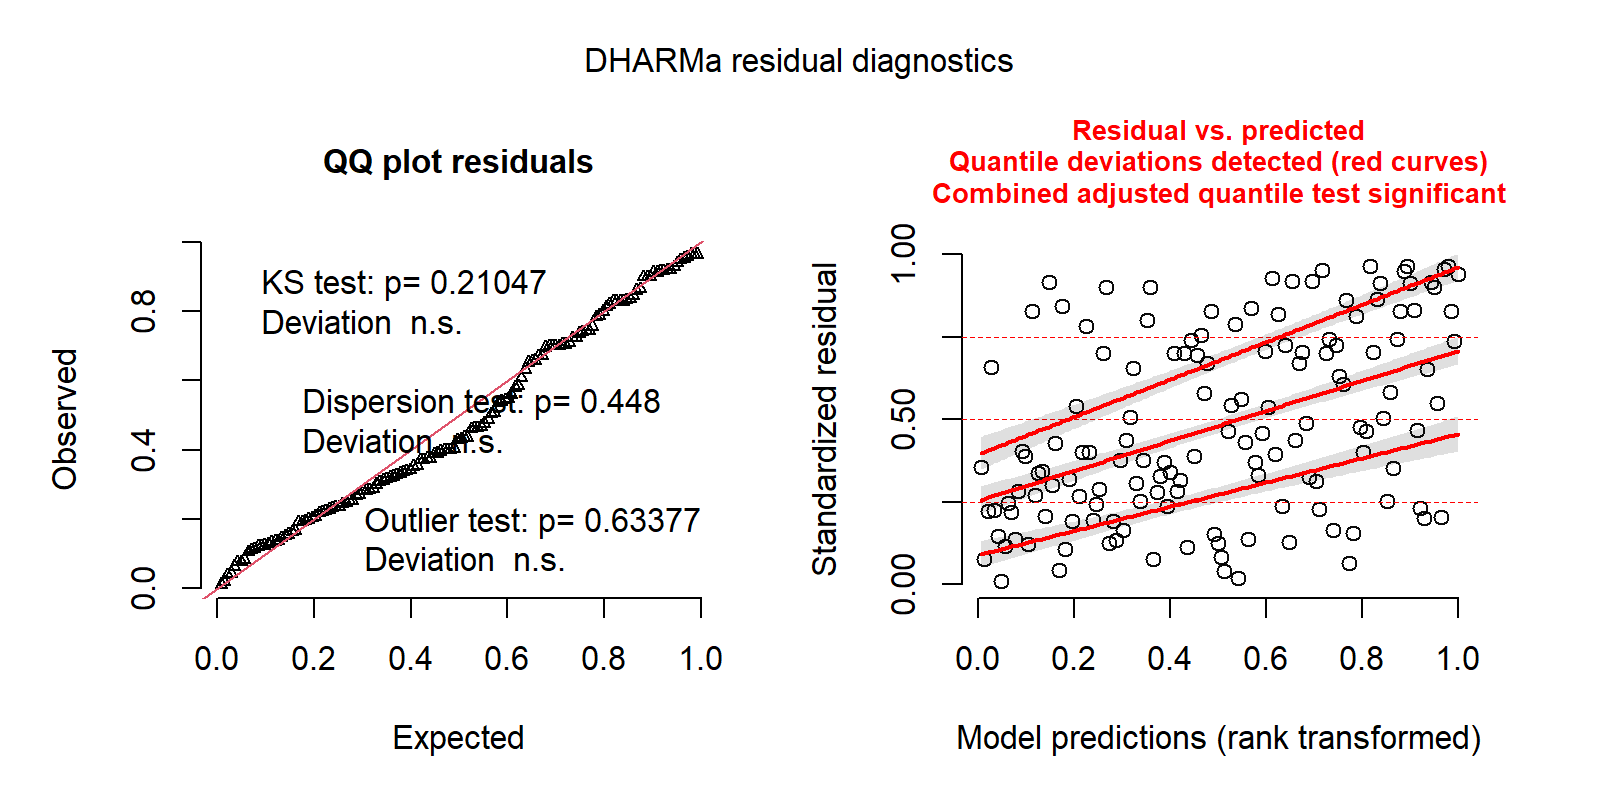 DHARMa residual diagnostics
QQ plot residuals
KS test: p= 0.21047
Deviation n.s.
Dispersion test: p= 0.448
Deviation n.s.
Outlier test: p= 0.63377
Deviation n.s.
Observed
0.0 0.4 0.8
0.0 0.2 0.4 0.6 0.8 1.0
Expected
Residual vs. predicted
Quantile deviations detected (red curves)
Combined adjusted quantile test significant
Standardized residual
0.00 0.50 1.00
0.0 0.2 0.4 0.6 0.8 1.0
Model predictions (rank transformed)